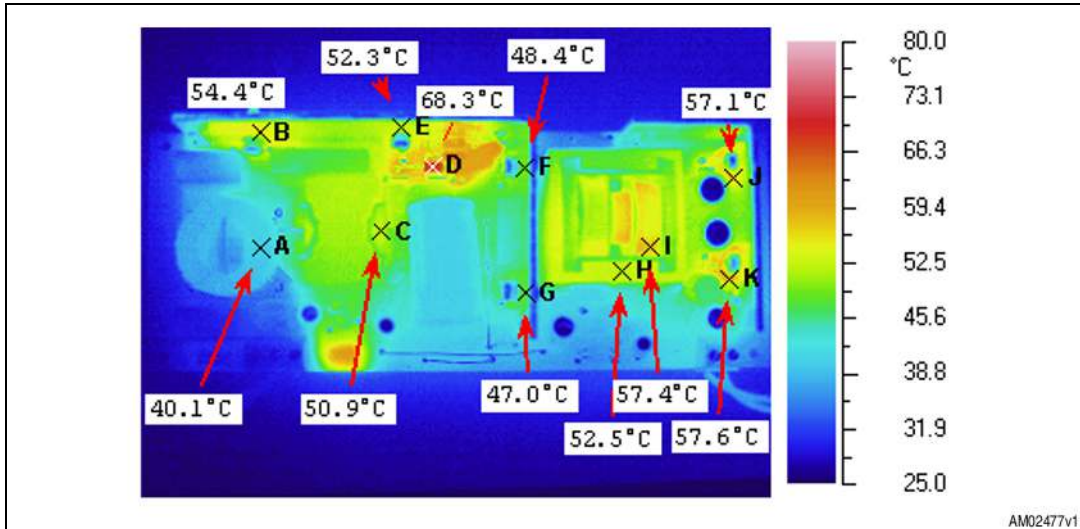 52.3°C
48.4°C
80.0
°C
54.4°C
68.3°C
57.1°C
73.1
B
E
66.3
D
F
J
59.4
C
A
I
52.5
H
K
G
45.6
38.8
40.1°C
50.9°C
47.0°C
57.4°C
52.5°C
57.6°C
31.9
25.0
AM02477v1